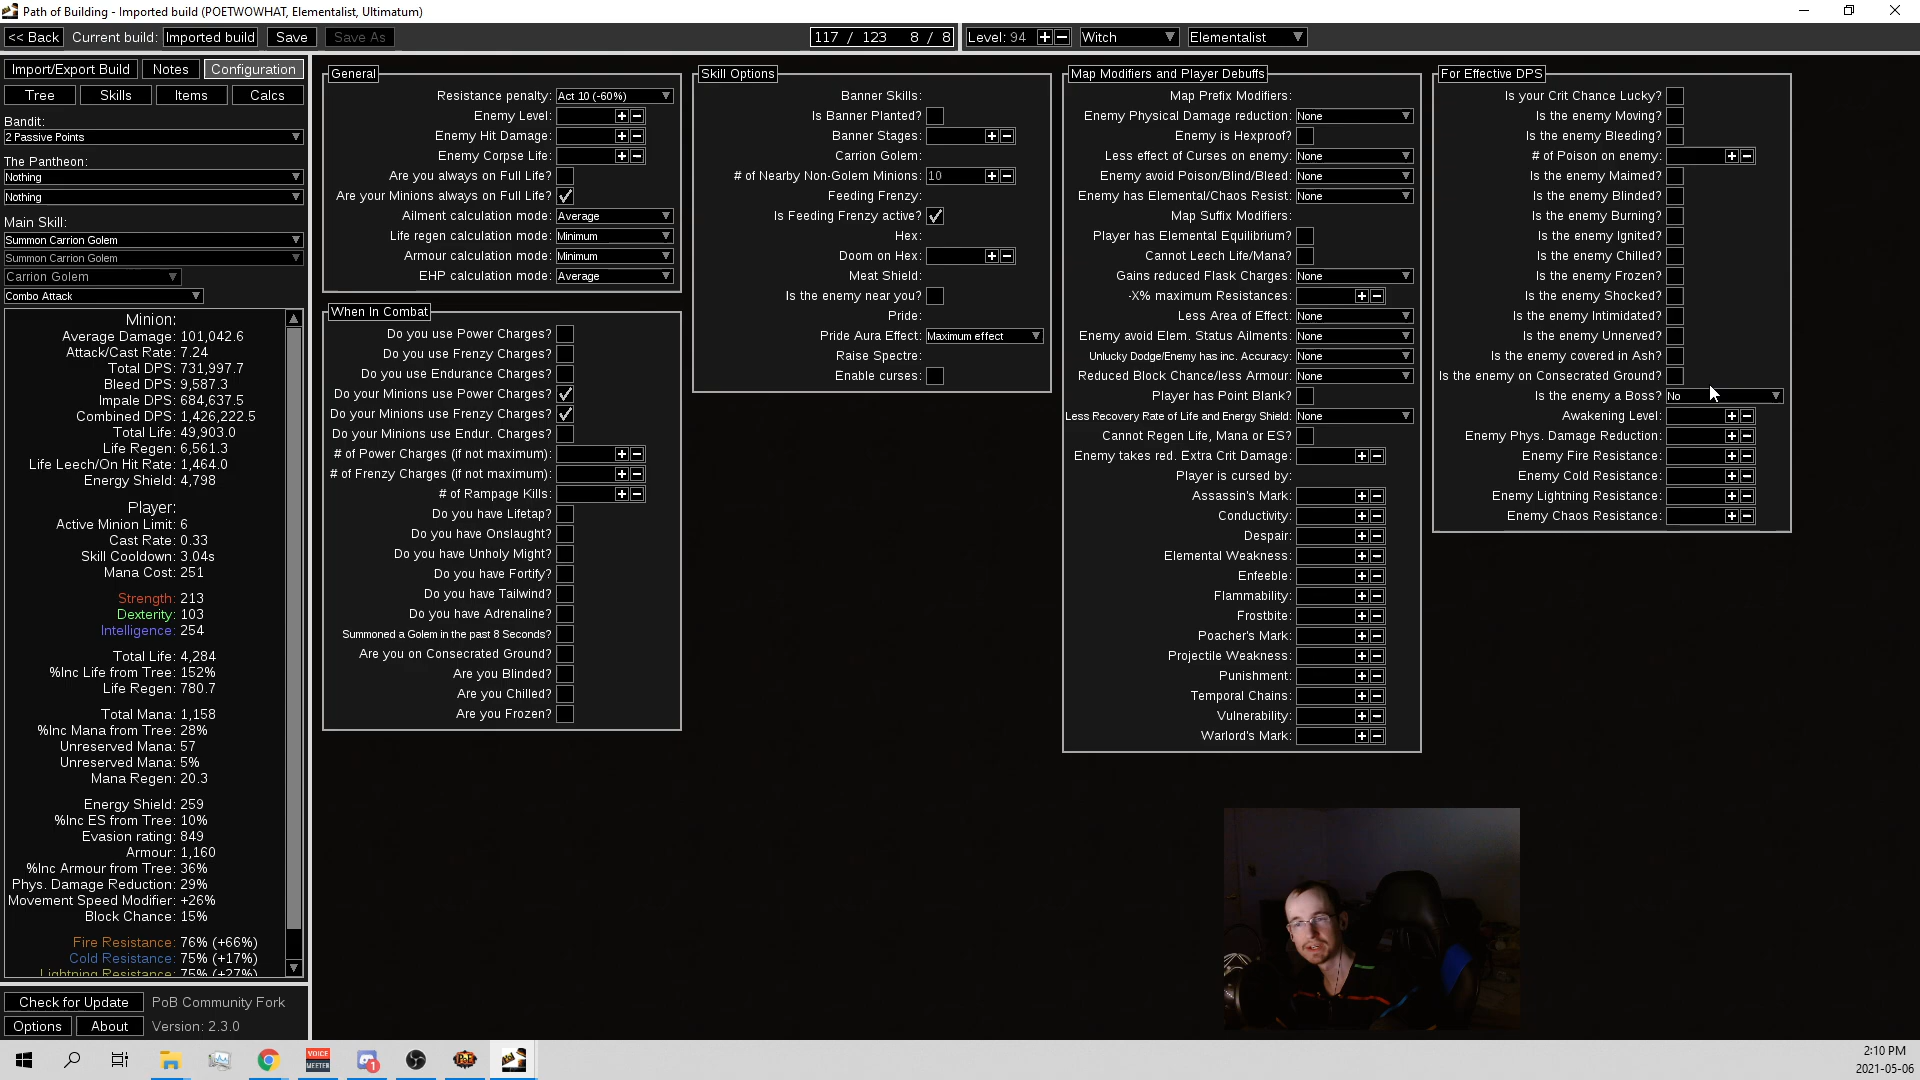 Path of Building - Imported build (POETWOWHAT, Elementalist, Ultimatum)
<< Back Current build: Imported build Save Save As 117 / 123 8 / 8 Level: 94 Witch Elementalist
Import/Export Build Notes Configuration
Tree Skills Items Calcs
Bandit:
2 Passive Points
The Pantheon:
Nothing
Nothing
Main Skill:
Summon Carrion Golem
Summon Carrion Golem
Carrion Golem
Combo Attack
Minion:
Average Damage: 101,042.6
Attack/Cast Rate: 7.24
Total DPS: 731,997.7
Bleed DPS: 9,587.3
Impale DPS: 684,637.5
Combined DPS: 1,426,222.5
Total Life: 49,903.0
Life Regen: 6,561.3
Life Leech/On Hit Rate: 1,464.0
Energy Shield: 4,798
Player:
Active Minion Limit: 6
Cast Rate: 0.33
Skill Cooldown: 3.04s
Mana Cost: 251
Strength: 213
Dexterity: 103
Intelligence: 254
Total Life: 4,284
%Inc Life from Tree: 152%
Life Regen: 780.7
Total Mana: 1,158
%Inc Mana from Tree: 28%
Unreserved Mana: 57
Unreserved Mana: 5%
Mana Regen: 20.3
Energy Shield: 259
%Inc ES from Tree: 10%
Evasion rating: 849
Armour: 1,160
%Inc Armour from Tree: 36%
Phys. Damage Reduction: 29%
Movement Speed Modifier: +26%
Block Chance: 15%
Fire Resistance: 76% (+66%)
Cold Resistance: 75% (+17%)
Lightning Resistance: 75% (+27%)
Check for Update PoB Community Fork
Options About Version: 2.3.0
General
Resistance penalty: Act 10 (-60%)
Enemy Level:
Enemy Hit Damage:
Enemy Corpse Life:
Are you always on Full Life?
Are your Minions always on Full Life?
Ailment calculation mode: Average
Life regen calculation mode: Minimum
Armour calculation mode: Minimum
EHP calculation mode: Average
When In Combat
Do you use Power Charges?
Do you use Frenzy Charges?
Do you use Endurance Charges?
Do your Minions use Power Charges?
Do your Minions use Frenzy Charges?
Do your Minions use Endur. Charges?
# of Power Charges (if not maximum):
# of Frenzy Charges (if not maximum):
# of Rampage Kills:
Do you have Lifetap?
Do you have Onslaught?
Do you have Unholy Might?
Do you have Fortify?
Do you have Tailwind?
Do you have Adrenaline?
Summoned a Golem in the past 8 Seconds?
Are you on Consecrated Ground?
Are you Blinded?
Are you Chilled?
Are you Frozen?
Skill Options
Banner Skills:
Is Banner Planted?
Banner Stages:
Carrion Golem:
# of Nearby Non-Golem Minions: 10
Feeding Frenzy:
Is Feeding Frenzy active?
Hex:
Doom on Hex:
Meat Shield:
Is the enemy near you?
Pride:
Pride Aura Effect: Maximum effect
Raise Spectre:
Enable curses:
Map Modifiers and Player Debuffs
Map Prefix Modifiers:
Enemy Physical Damage reduction: None
Enemy is Hexproof?
Less effect of Curses on enemy: None
Enemy avoid Poison/Blind/Bleed: None
Enemy has Elemental/Chaos Resist: None
Map Suffix Modifiers:
Player has Elemental Equilibrium?
Cannot Leech Life/Mana?
Gains reduced Flask Charges: None
-X% maximum Resistances:
Less Area of Effect: None
Enemy avoid Elem. Status Ailments: None
Unlucky Dodge/Enemy has inc. Accuracy: None
Reduced Block Chance/less Armour: None
Player has Point Blank?
Less Recovery Rate of Life and Energy Shield: None
Cannot Regen Life, Mana or ES?
Enemy takes red. Extra Crit Damage:
Player is cursed by:
Assassin's Mark:
Conductivity:
Despair:
Elemental Weakness:
Enfeeble:
Flammability:
Frostbite:
Poacher's Mark:
Projectile Weakness:
Punishment:
Temporal Chains:
Vulnerability:
Warlord's Mark:
For Effective DPS
Is your Crit Chance Lucky?
Is the enemy Moving?
Is the enemy Bleeding?
# of Poison on enemy:
Is the enemy Maimed?
Is the enemy Blinded?
Is the enemy Burning?
Is the enemy Ignited?
Is the enemy Chilled?
Is the enemy Frozen?
Is the enemy Shocked?
Is the enemy Intimidated?
Is the enemy Unnerved?
Is the enemy covered in Ash?
Is the enemy on Consecrated Ground?
Is the enemy a Boss? No
Awakening Level:
Enemy Phys. Damage Reduction:
Enemy Fire Resistance:
Enemy Cold Resistance:
Enemy Lightning Resistance:
Enemy Chaos Resistance:
VOICE
MEETER
1
2:10 PM
2021-05-06